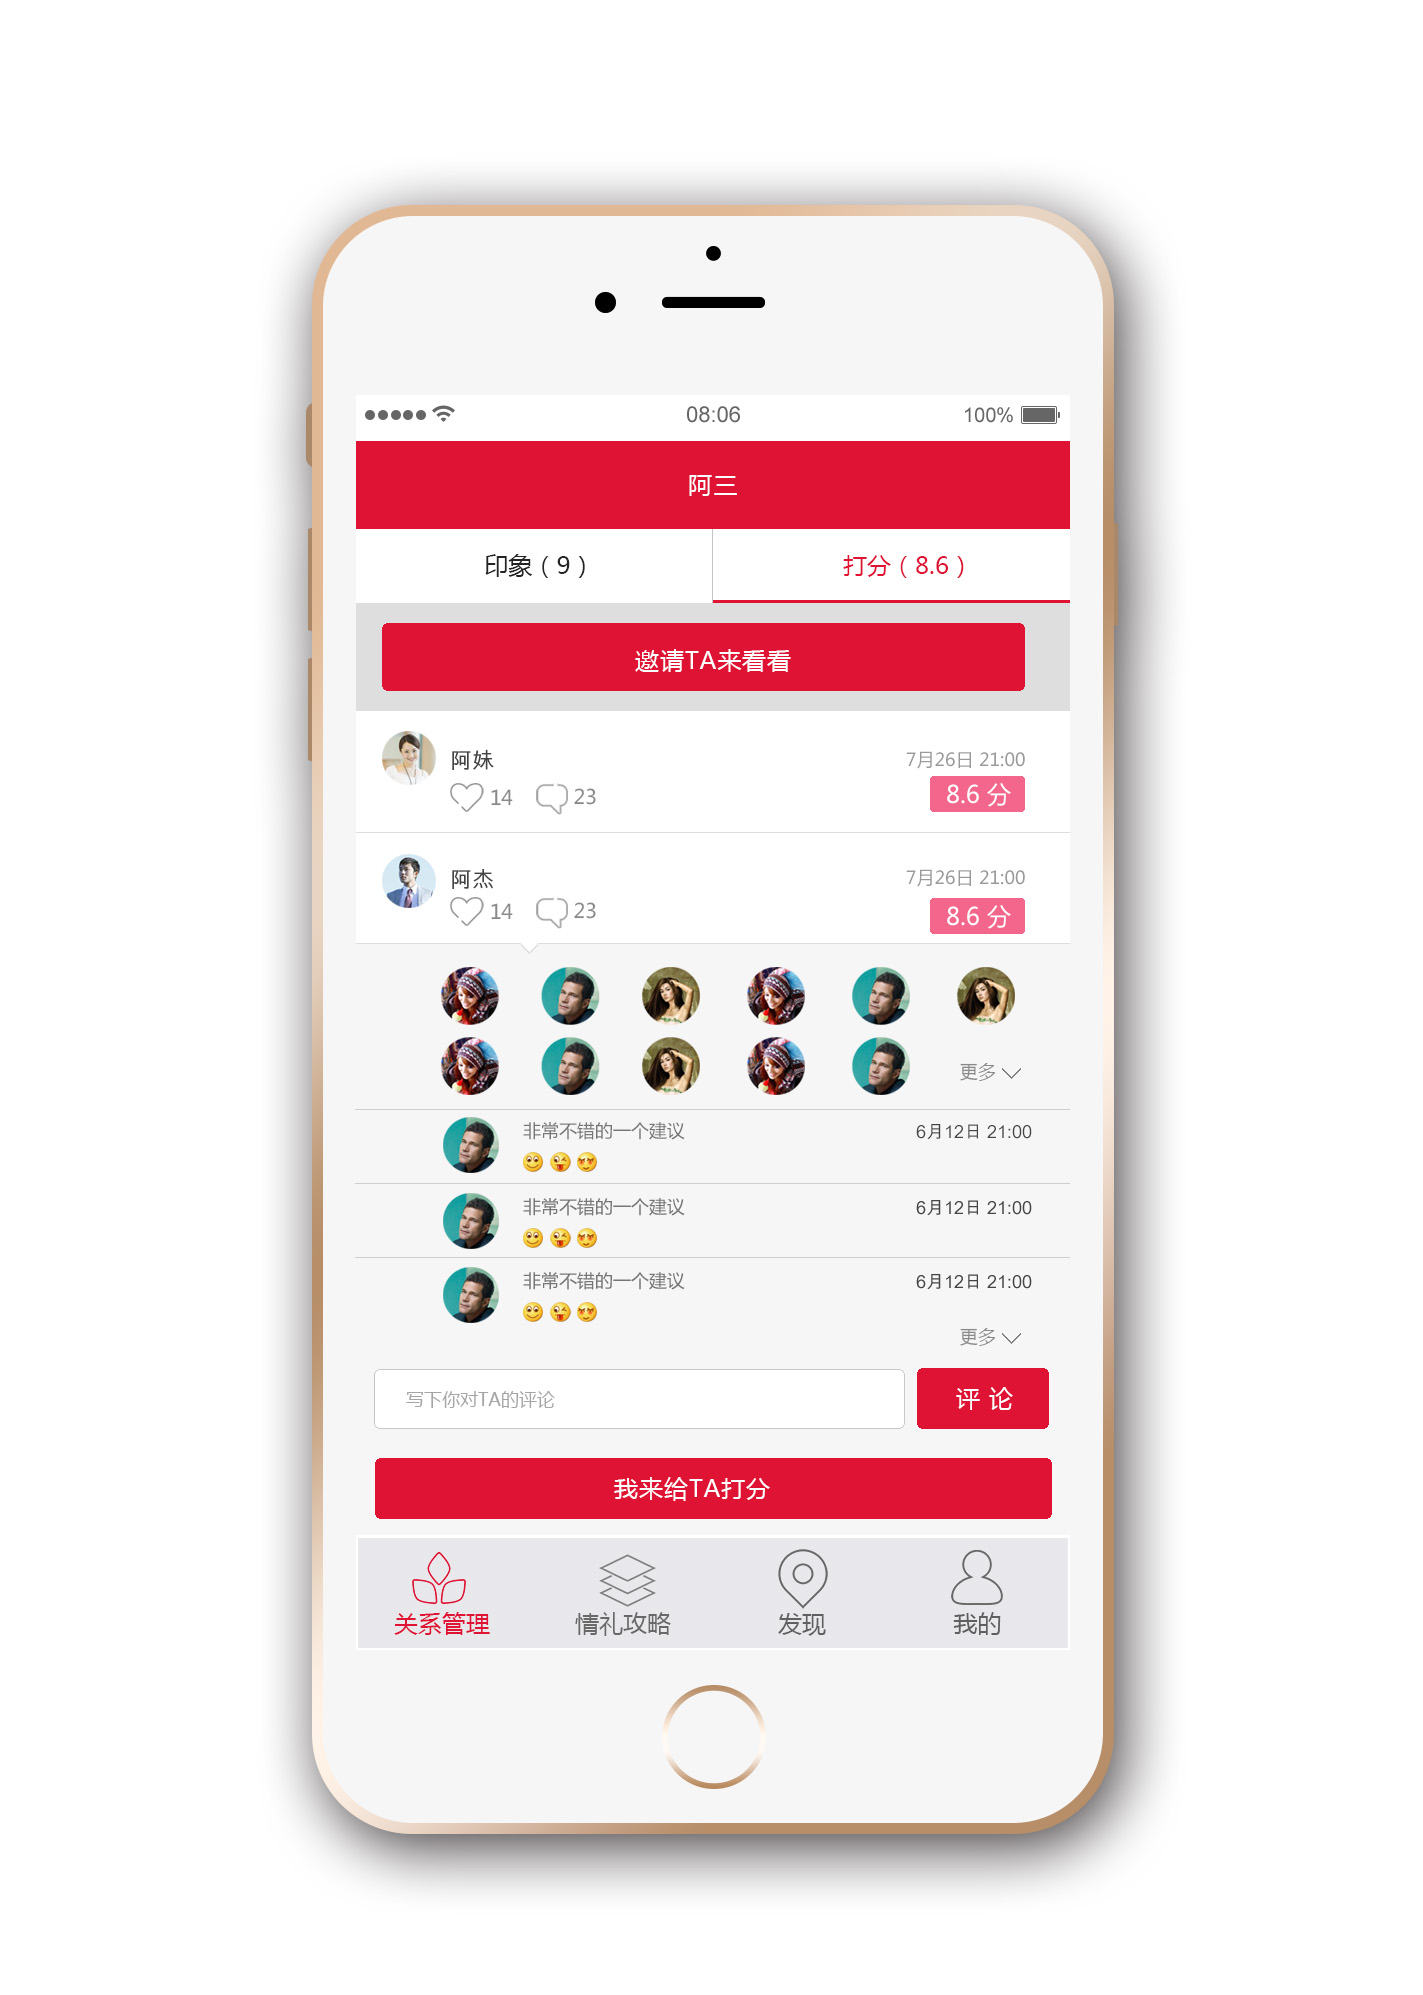 08:06
100%
阿三
印象（9）
打分（8.6）
邀请TA来看看
阿妹
7月26日 21:00
14
23
8.6 分
阿杰
7月26日 21:00
14
23
8.6 分
更多
非常不错的一个建议
6月12日 21:00
非常不错的一个建议
6月12日 21:00
非常不错的一个建议
6月12日 21:00
更多
写下你对TA的评论
评 论
我来给TA打分
关系管理
情礼攻略
发现
我的